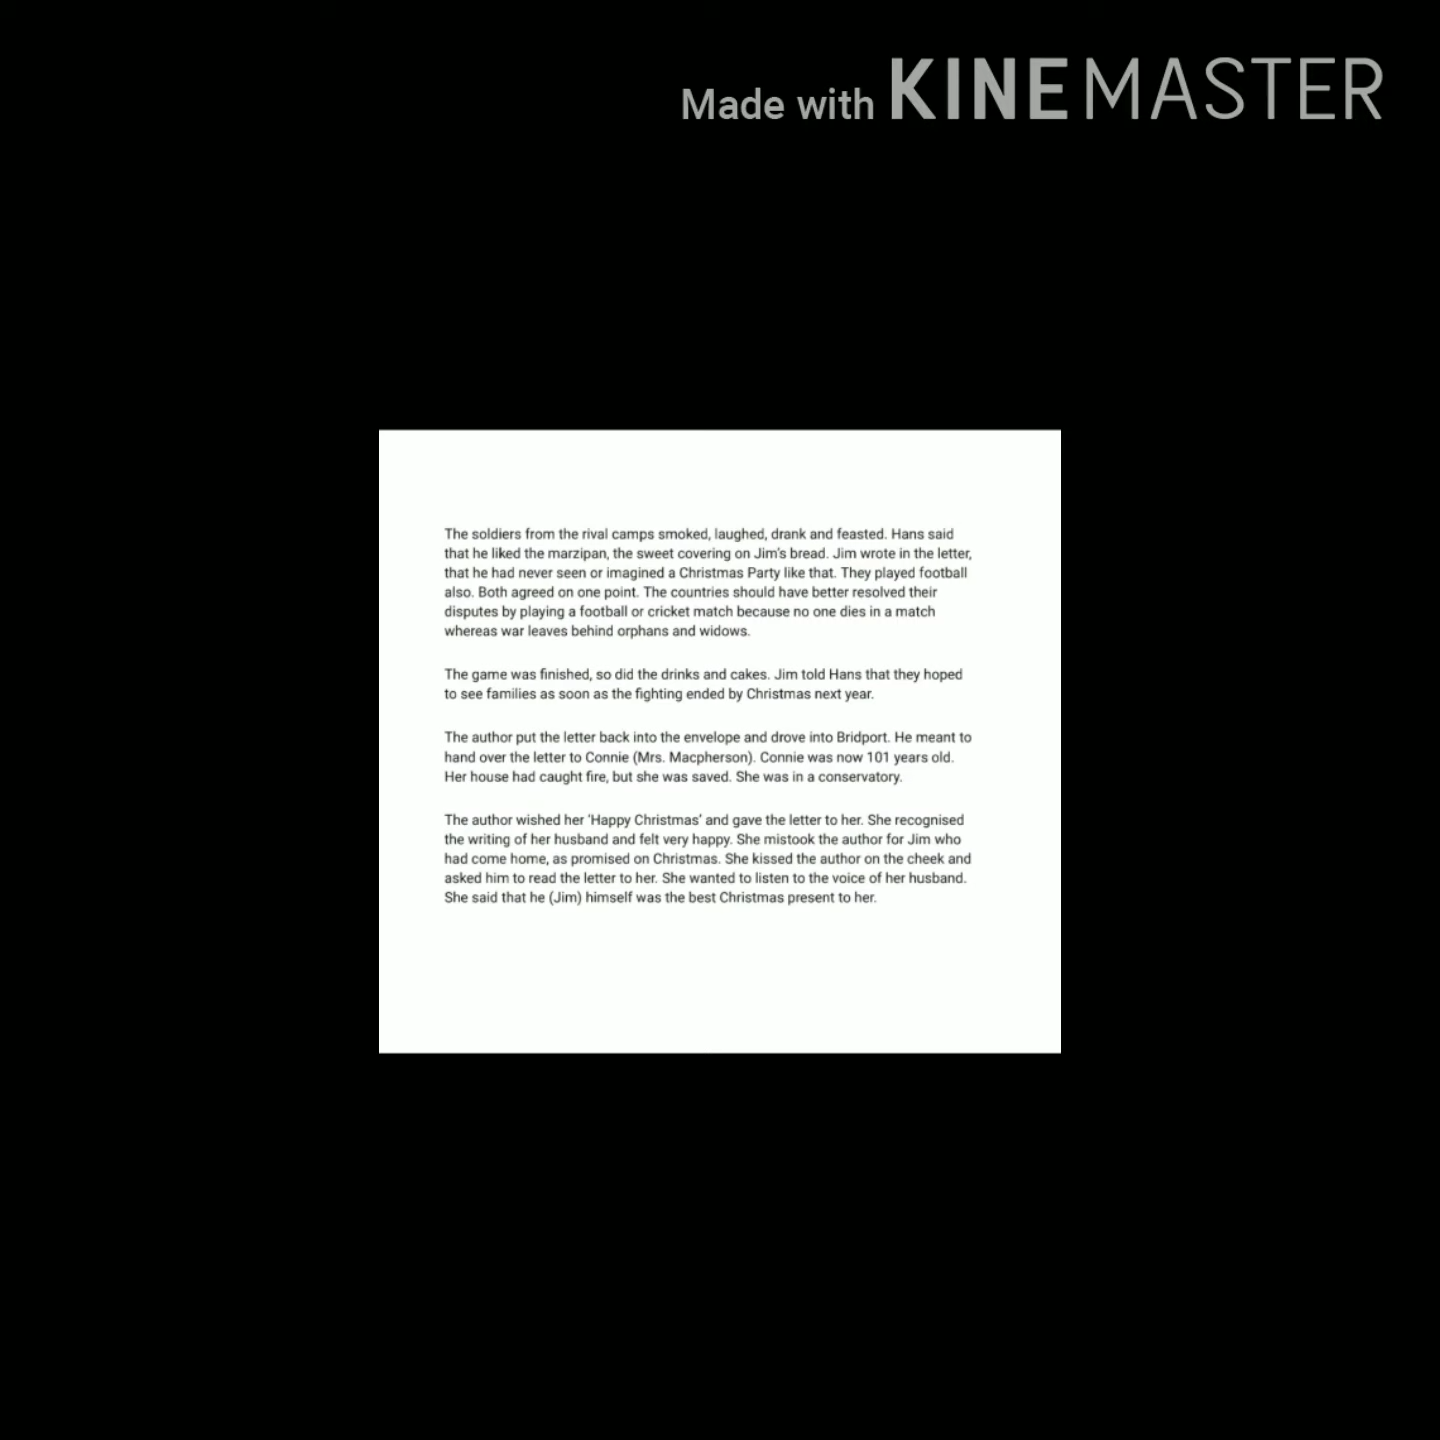 Made with KINEMASTER
The soldiers from the rival camps smoked, laughed, drank and feasted. Hans said
that he liked the marzipan, the sweet covering on Jim's bread. Jim wrote in the letter,
that he had never seen or imagined a Christmas Party like that. They played football
also. Both agreed on one point. The countries should have better resolved their
disputes by playing a football or cricket match because no one dies in a match
whereas war leaves behind orphans and widows.
The game was finished, so did the drinks and cakes. Jim told Hans that they hoped
to see families as soon as the fighting ended by Christmas next year.
The author put the letter back into the envelope and drove into Bridport. He meant to
hand over the letter to Connie (Mrs. Macpherson). Connie was now 101 years old.
Her house had caught fire, but she was saved. She was in a conservatory.
The author wished her ‘Happy Christmas’ and gave the letter to her. She recognised
the writing of her husband and felt very happy. She mistook the author for Jim who
had come home, as promised on Christmas. She kissed the author on the cheek and
asked him to read the letter to her. She wanted to listen to the voice of her husband.
She said that he (Jim) himself was the best Christmas present to her.